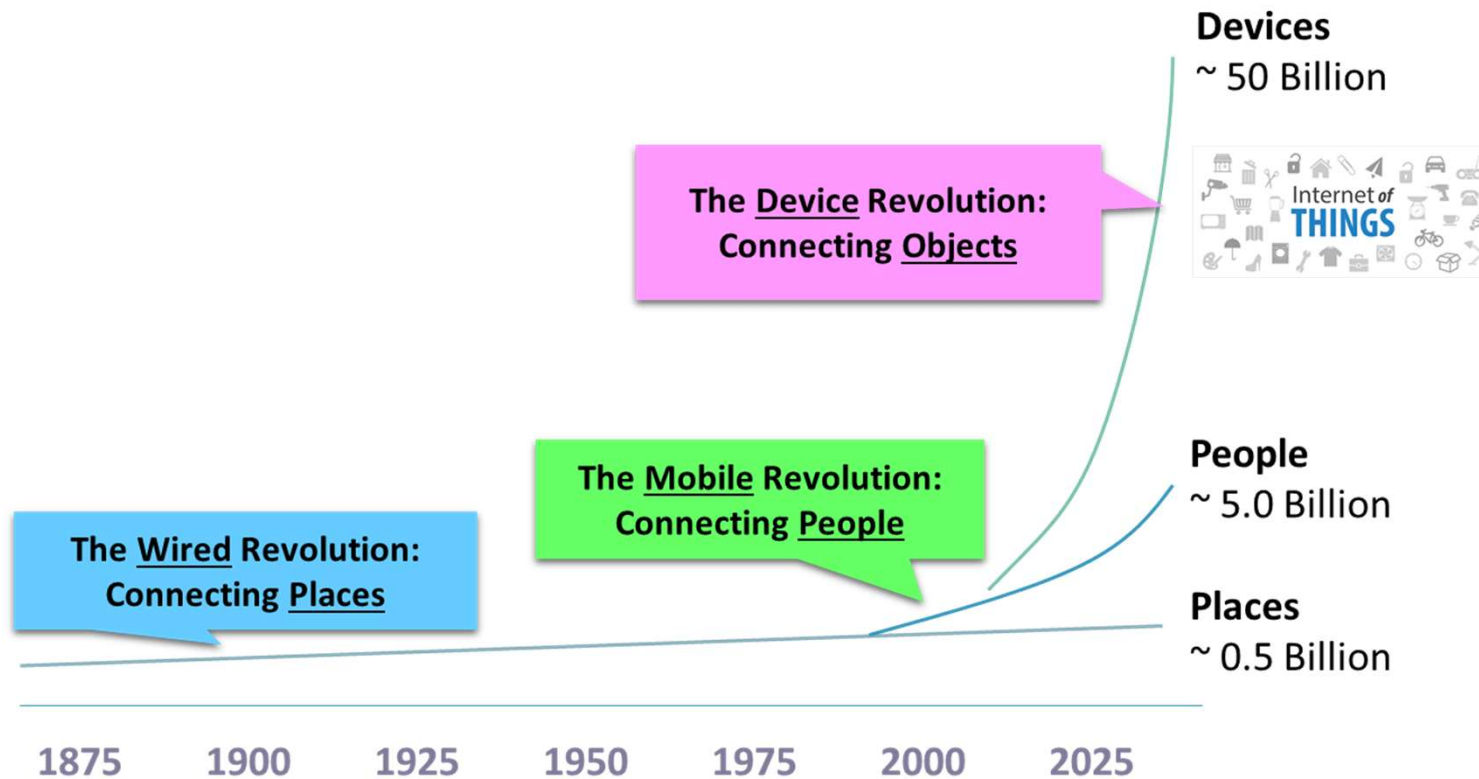 Devices
~ 50 Billion
The Device Revolution:
Connecting Objects
Internet of
THINGS
The Mobile Revolution:
Connecting People
People
~ 5.0 Billion
The Wired Revolution:
Connecting Places
Places
~ 0.5 Billion
1875 1900 1925 1950 1975 2000 2025